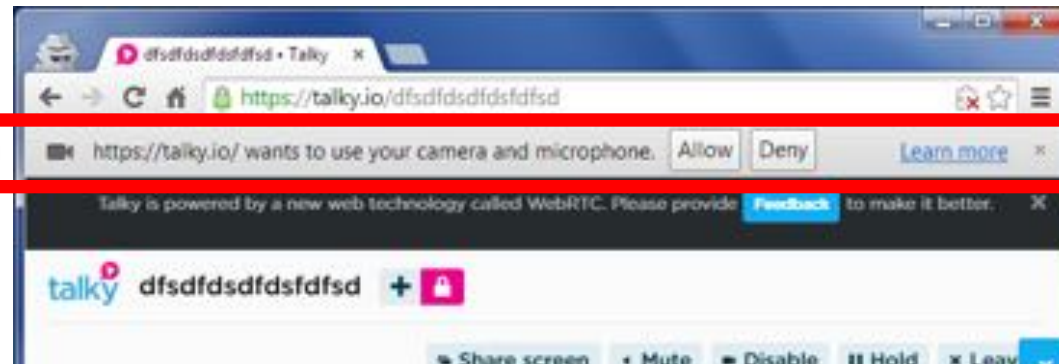 dfsdfdsdfdsfdfsd • Talky
https://talky.io/dfsdfdsdfdsfdfsd
https://talky.io/ wants to use your camera and microphone. Allow Deny Learn more
Talky is powered by a new web technology called WebRTC. Please provide Feedback to make it better.
talky dfsdfdsdfdsfdfsd +
Share screen Mute Disable Hold Leav